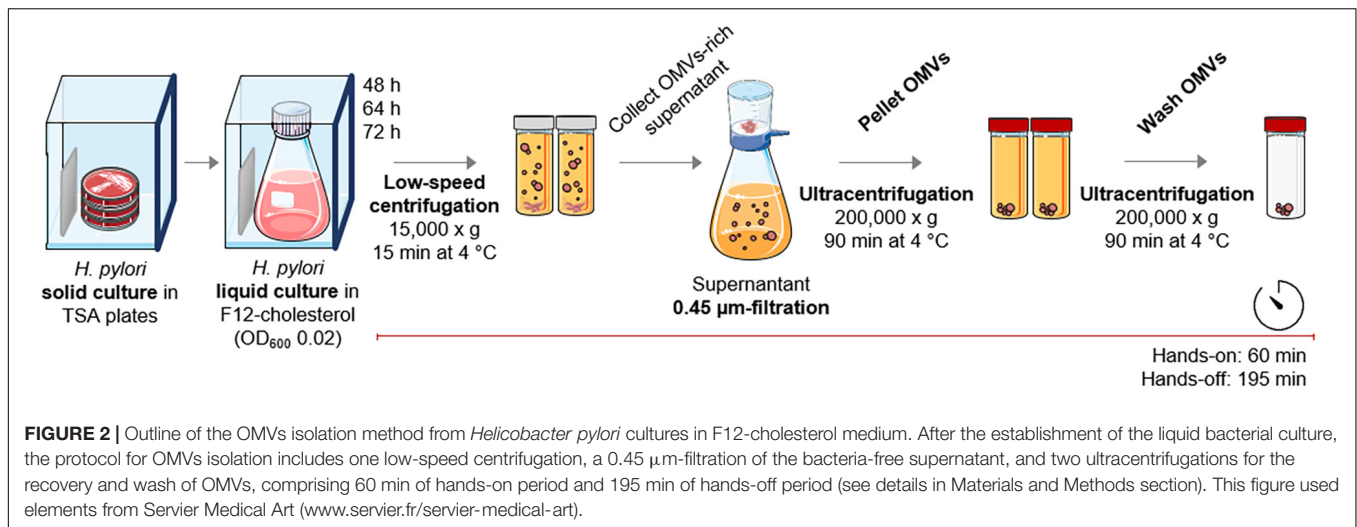 48 h
64 h
72 h
H. pylori
solid culture in
TSA plates
H. pylori
liquid culture in
F12-cholesterol
(OD600 0.02)
Low-speed
centrifugation
15,000 x g
15 min at 4 °C
Collect OMVs-rich
supernatant
Supernantant
0.45 µm-filtration
Pellet OMVs
Ultracentrifugation
200,000 x g
90 min at 4 °C
Wash OMVs
Ultracentrifugation
200,000 x g
90 min at 4 °C
Hands-on: 60 min
Hands-off: 195 min
FIGURE 2 | Outline of the OMVs isolation method from Helicobacter pylori cultures in F12-cholesterol medium. After the establishment of the liquid bacterial culture,
the protocol for OMVs isolation includes one low-speed centrifugation, a 0.45 µm-filtration of the bacteria-free supernatant, and two ultracentrifugations for the
recovery and wash of OMVs, comprising 60 min of hands-on period and 195 min of hands-off period (see details in Materials and Methods section). This figure used
elements from Servier Medical Art (www.servier.fr/servier-medical-art).